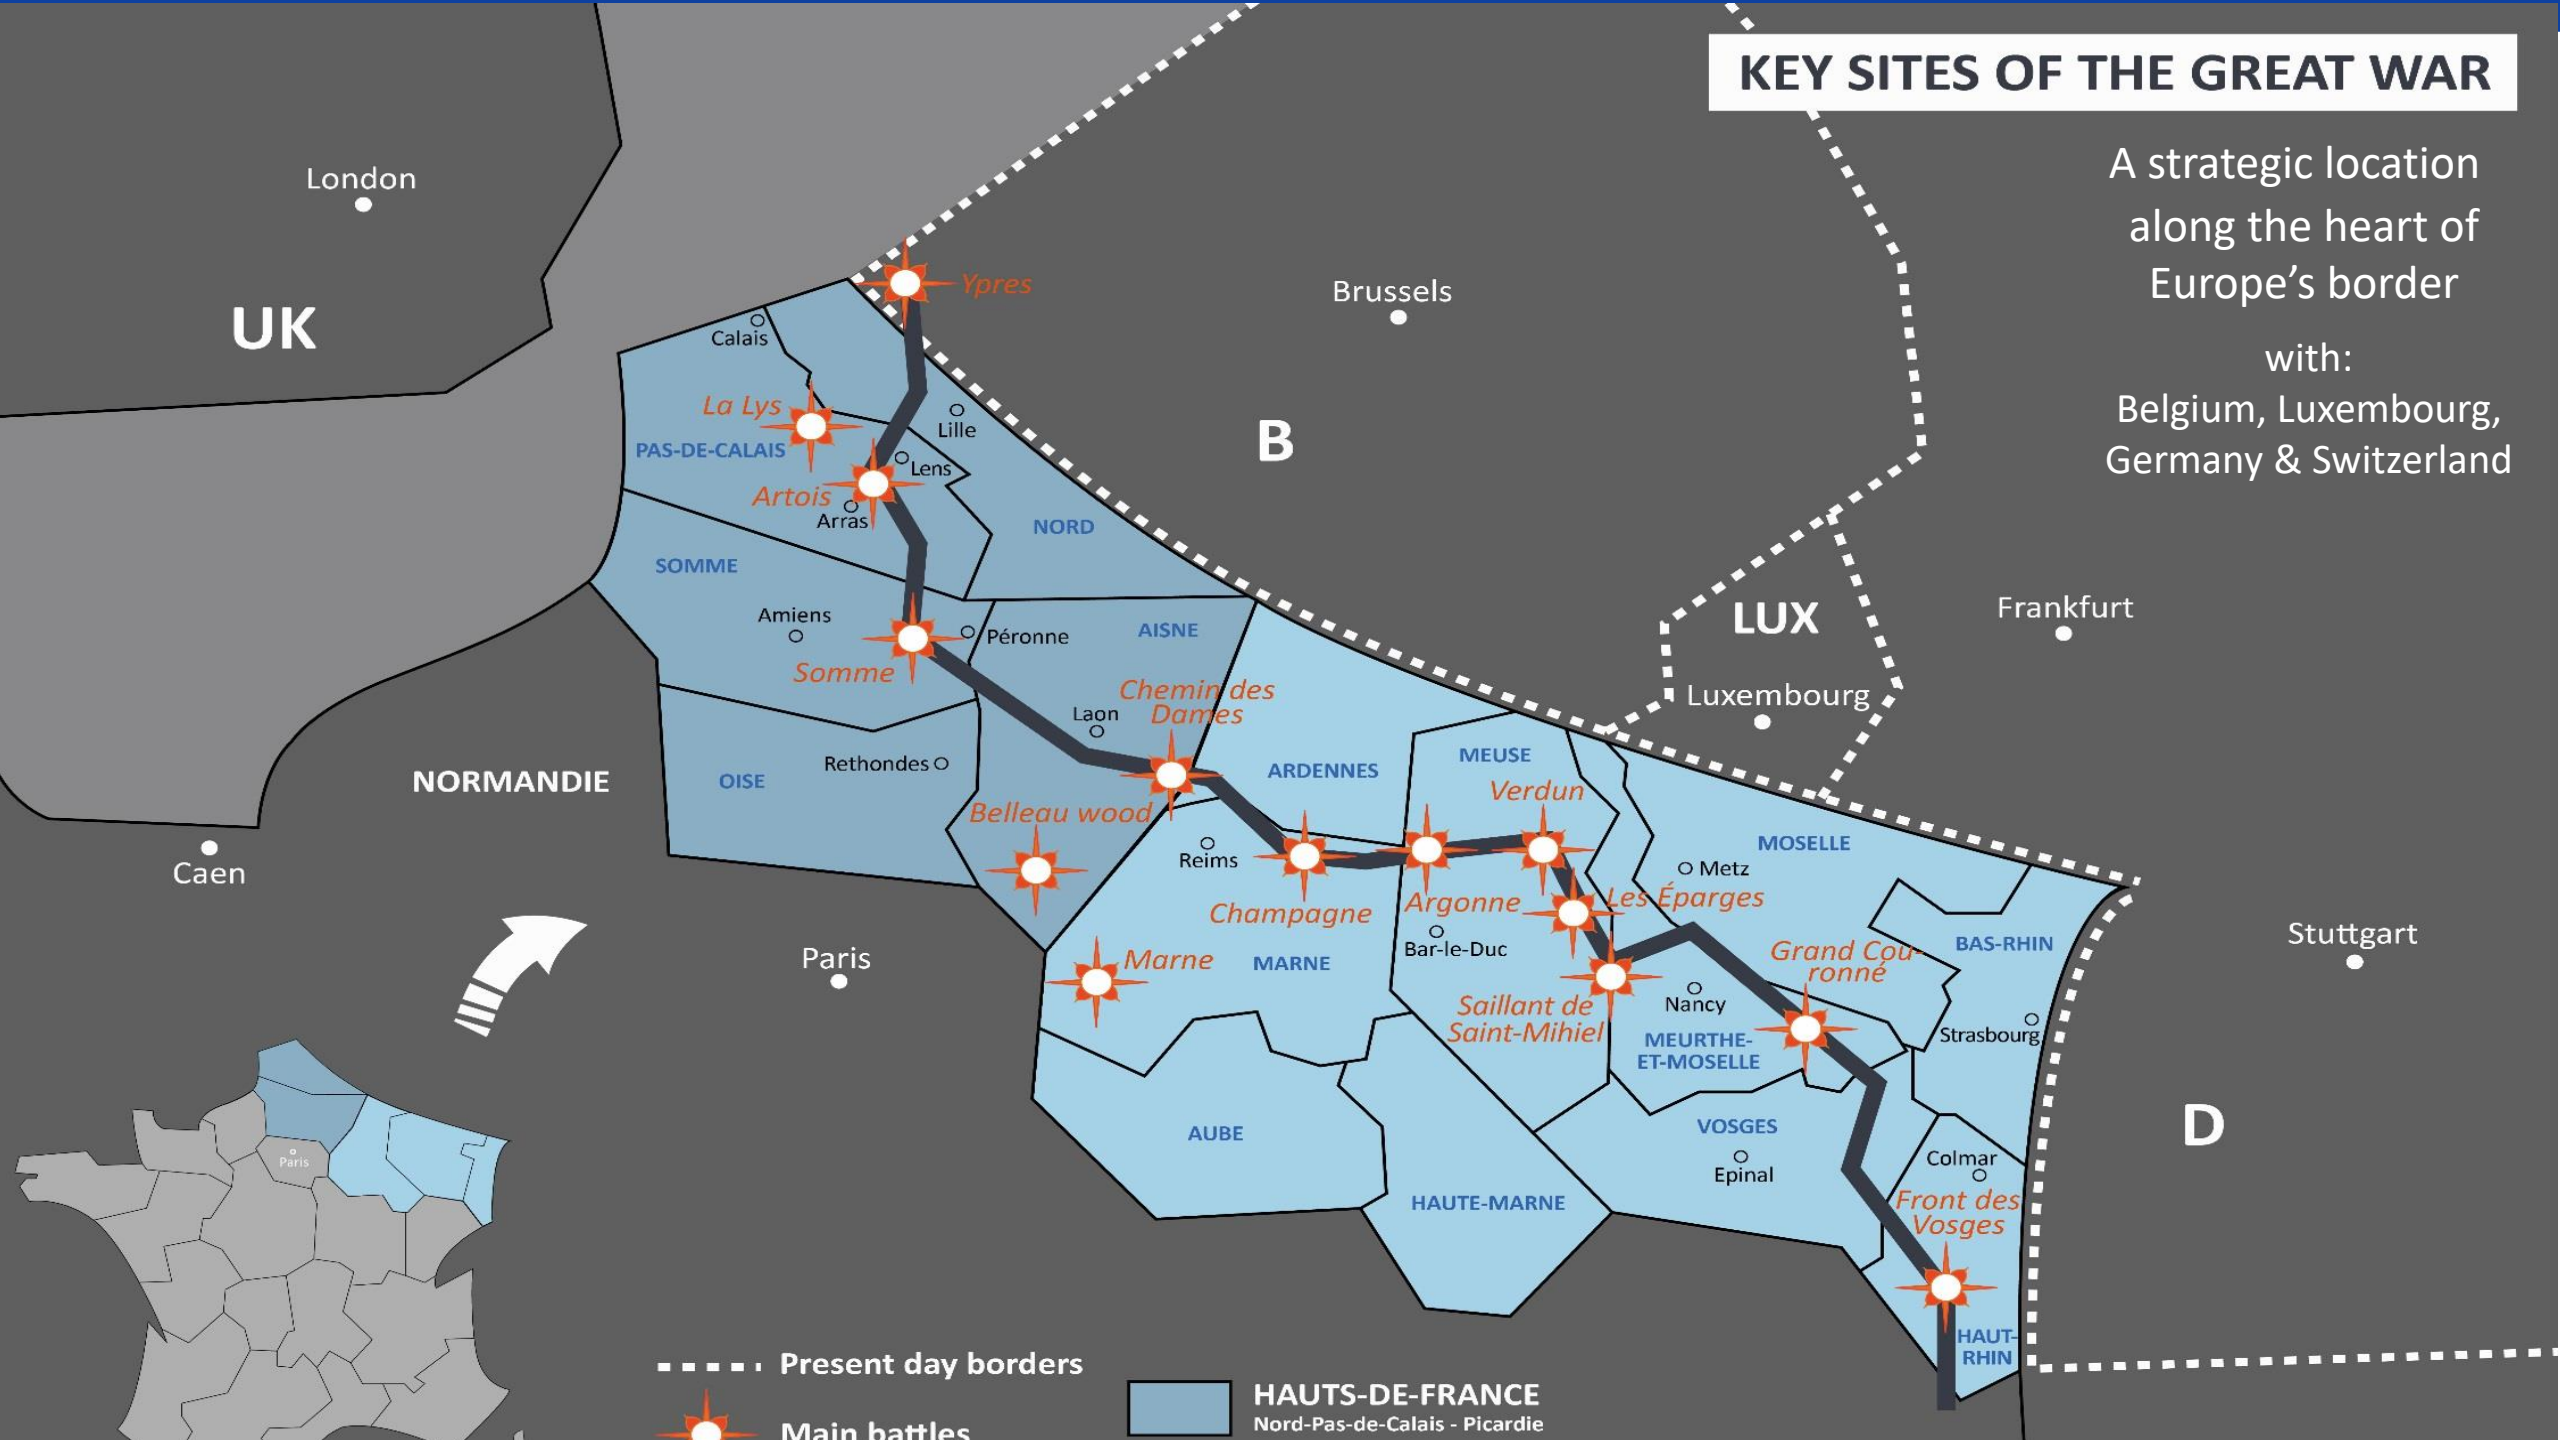 KEY SITES OF THE GREAT WAR
A strategic location
along the heart of
Europe’s border
with:
Belgium, Luxembourg,
Germany & Switzerland
London
UK
Ypres
Brussels
Calais
La Lys
Lille
B
PAS-DE-CALAIS
Lens
Artois
Arras
NORD
SOMME
Amiens
Péronne
AISNE
LUX
Frankfurt
Somme
Chemin des
Dames
Laon
Luxembourg
Rethondes
NORMANDIE
OISE
ARDENNES
MEUSE
Verdun
Belleau wood
Reims
MOSELLE
Metz
Caen
Champagne
Argonne
Les Éparges
Bar-le-Duc
Paris
Marne
MARNE
Grand Cou-
ronné
BAS-RHIN
Stuttgart
Saillant de
Saint-Mihiel
Nancy
MEURTHE-
ET-MOSELLE
Strasbourg
AUBE
VOSGES
Epinal
Colmar
D
Paris
HAUTE-MARNE
Front des
Vosges
HAUT-
RHIN
Present day borders
Main battles
HAUTS-DE-FRANCE
Nord-Pas-de-Calais - Picardie